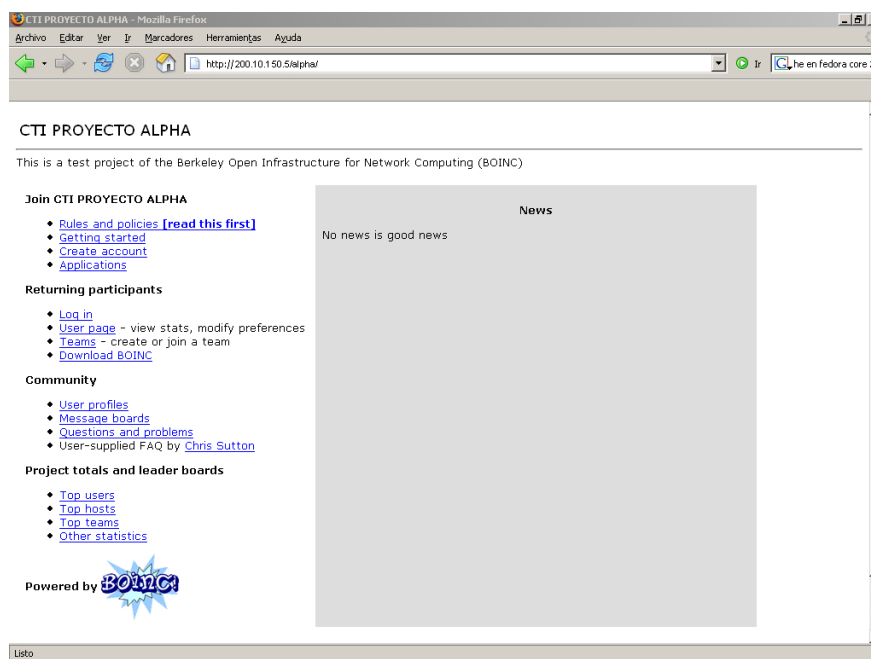 CTI PROYECTO ALPHA - Mozilla Firefox
Archivo Editar Ver Ir Marcadores Herramientas Ayuda
http://200.10.150.5/alpha/ Ir he en fedora core
CTI PROYECTO ALPHA
This is a test project of the Berkeley Open Infrastructure for Network Computing (BOINC)
Join CTI PROYECTO ALPHA
Rules and policies [read this first]
Getting started
Create account
Applications
Returning participants
Log in
User page - view stats, modify preferences
Teams - create or join a team
Download BOINC
Community
User profiles
Message boards
Questions and problems
User-supplied FAQ by Chris Sutton
Project totals and leader boards
Top users
Top hosts
Top teams
Other statistics
Powered by BOINC!
News
No news is good news
Listo